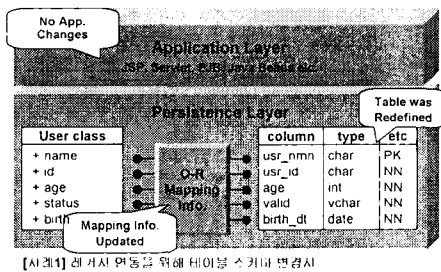 No App.
Changes
Application Layer
JSP, Servlet, EJB, Java Beans etc.
Persistence Layer
Table was
Redefined
User class
+ name
+ id
+ age
+ status
+ birth
O-R
Mapping
Info.
Mapping Info.
Updated
column type etc
usr_nmn char PK
usr_id char NN
age int NN
valid vchar NN
birth_dt date NN
[사례1] 레거시 연동을 위해 테이블 스키마 변경시